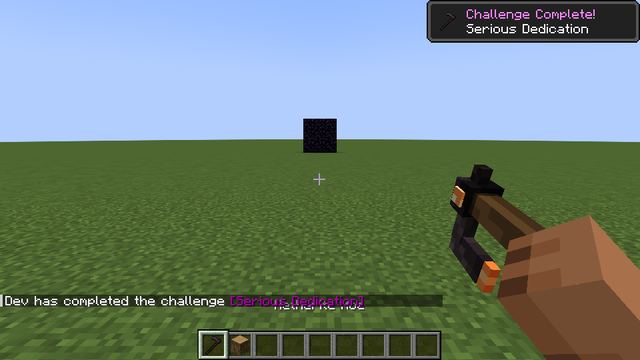 Challenge Complete!
Serious Dedication
Dev has completed the challenge [Serious Dedication]
Netherite Hoe